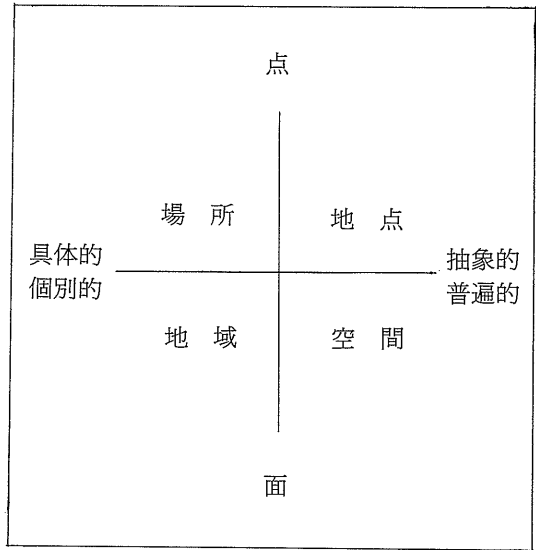 点
場所
地点
具体的
個別的
抽象的
普遍的
地域
空間
面